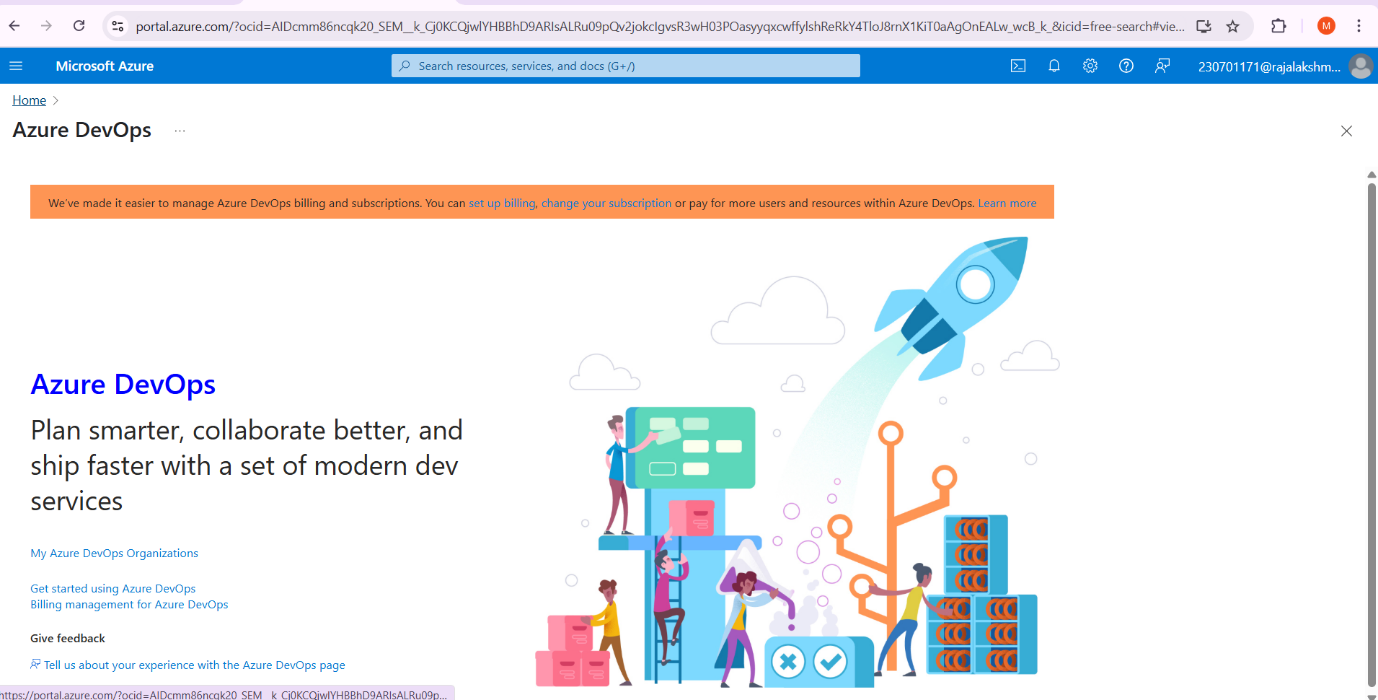 portal.azure.com/?ocid=AIDcmm86ncqk20_SEM__k_Cj0KCQjwlYHBBhD9ARIsALRu09pQv2jokcIgvsR3wH03POasyyqxcwffylshReRkY4TIoJ8rnX1KiT0aAgOnEALw_wcB_k_&icid=free-search#vie...
M
Microsoft Azure
Search resources, services, and docs (G+/)
230701171@rajalakshm...
Home
Azure DevOps
...
We've made it easier to manage Azure DevOps billing and subscriptions. You can set up billing, change your subscription or pay for more users and resources within Azure DevOps. Learn more
Azure DevOps
Plan smarter, collaborate better, and
ship faster with a set of modern dev
services
My Azure DevOps Organizations
Get started using Azure DevOps
Billing management for Azure DevOps
Give feedback
Tell us about your experience with the Azure DevOps page
https://portal.azure.com/?ocid=AIDcmm86ncqk20_SEM__k_Cj0KCQjwlYHBBhD9ARIsALRu09p...